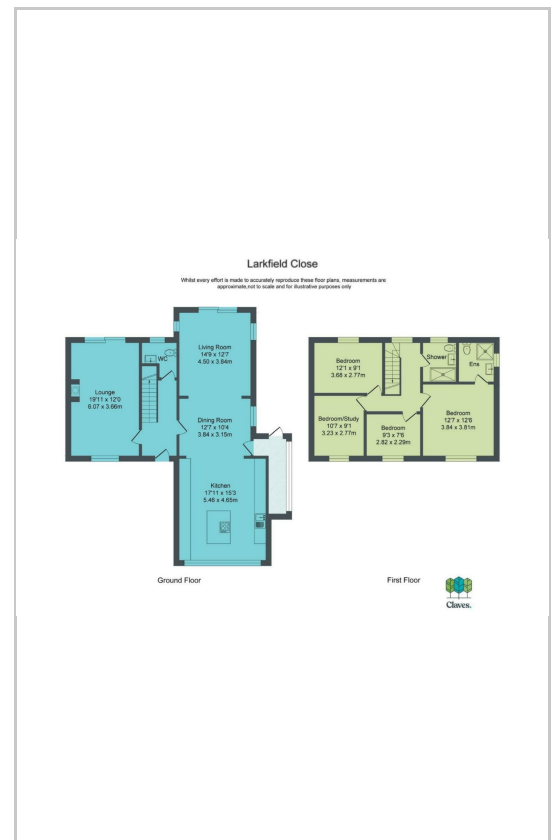 Larkfield Close
Whilst every effort is made to accurately reproduce these floor plans, measurements are
approximate,not to scale and for illustrative purposes only
Living Room
14'9 x 12'7
4.50 x 3.84m
WC
Lounge
19'11 x 12'0
6.07 x 3.66m
Dining Room
12'7 x 10'4
3.84 x 3.15m
Kitchen
17'11 x 15'3
5.46 x 4.65m
Ground Floor
Bedroom
12'1 x 9'1
3.68 x 2.77m
Shower
Ens
Bedroom/Study
10'7 x 9'1
3.23 x 2.77m
Bedroom
9'3 x 7'6
2.82 x 2.29m
Bedroom
12'7 x 12'6
3.84 x 3.81m
First Floor
Claves.